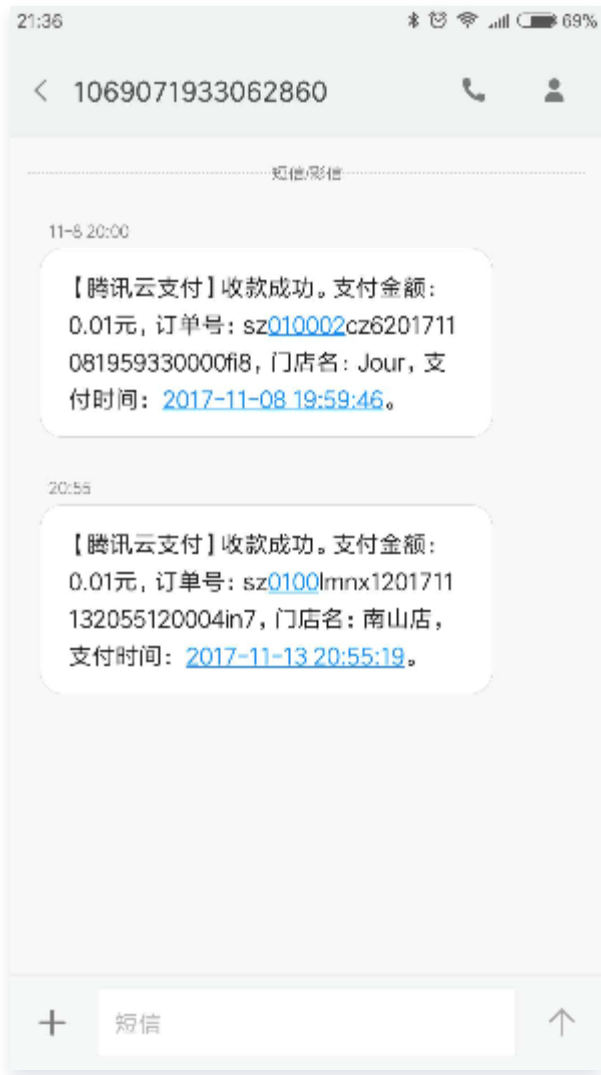 21:36 69%
1069071933062860
短信/彩信
11-8 20:00
【腾讯云支付】收款成功。支付金额:
0.01元, 订单号: sz010002cz6201711
081959330000fi8, 门店名: Jour, 支
付时间: 2017-11-08 19:59:46。
20:55
【腾讯云支付】收款成功。支付金额:
0.01元, 订单号: sz0100lmnx1201711
132055120004in7, 门店名: 南山店,
支付时间: 2017-11-13 20:55:19。
短信